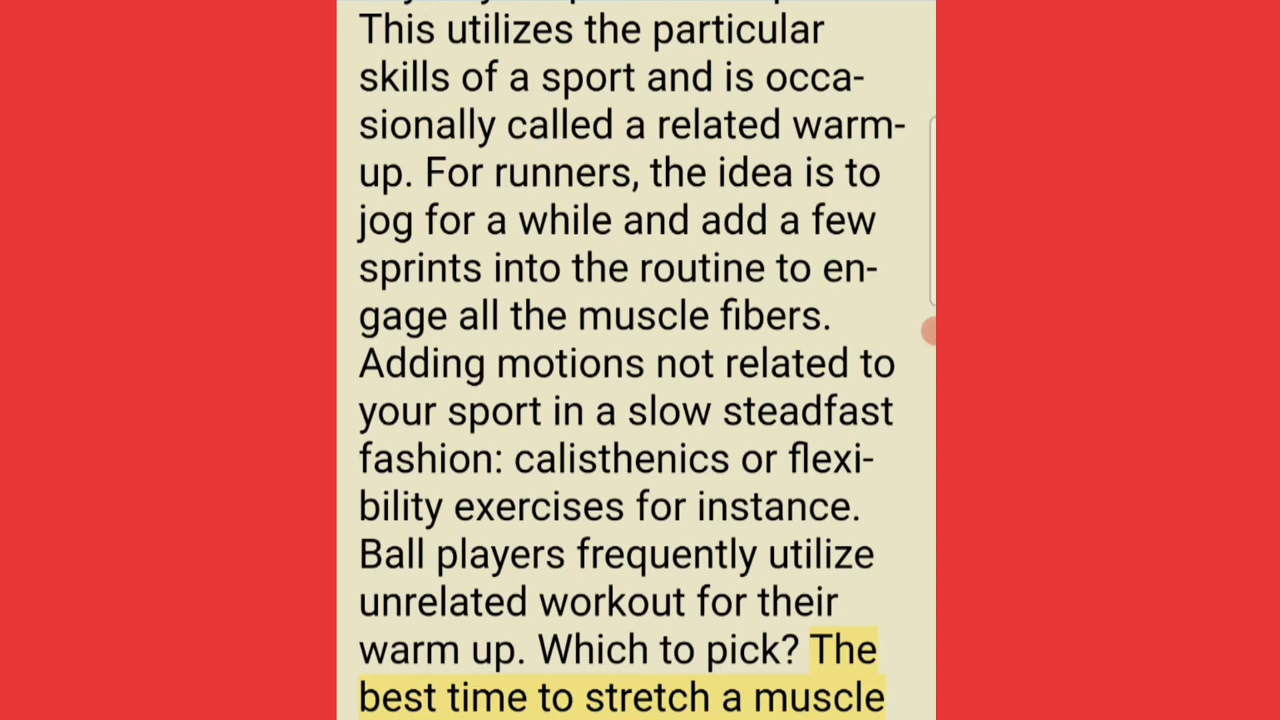 This utilizes the particular
skills of a sport and is occa-
sionally called a related warm-
up. For runners, the idea is to
jog for a while and add a few
sprints into the routine to en-
gage all the muscle fibers.
Adding motions not related to
your sport in a slow steadfast
fashion: calisthenics or flexi-
bility exercises for instance.
Ball players frequently utilize
unrelated workout for their
warm up. Which to pick? The
best time to stretch a muscle